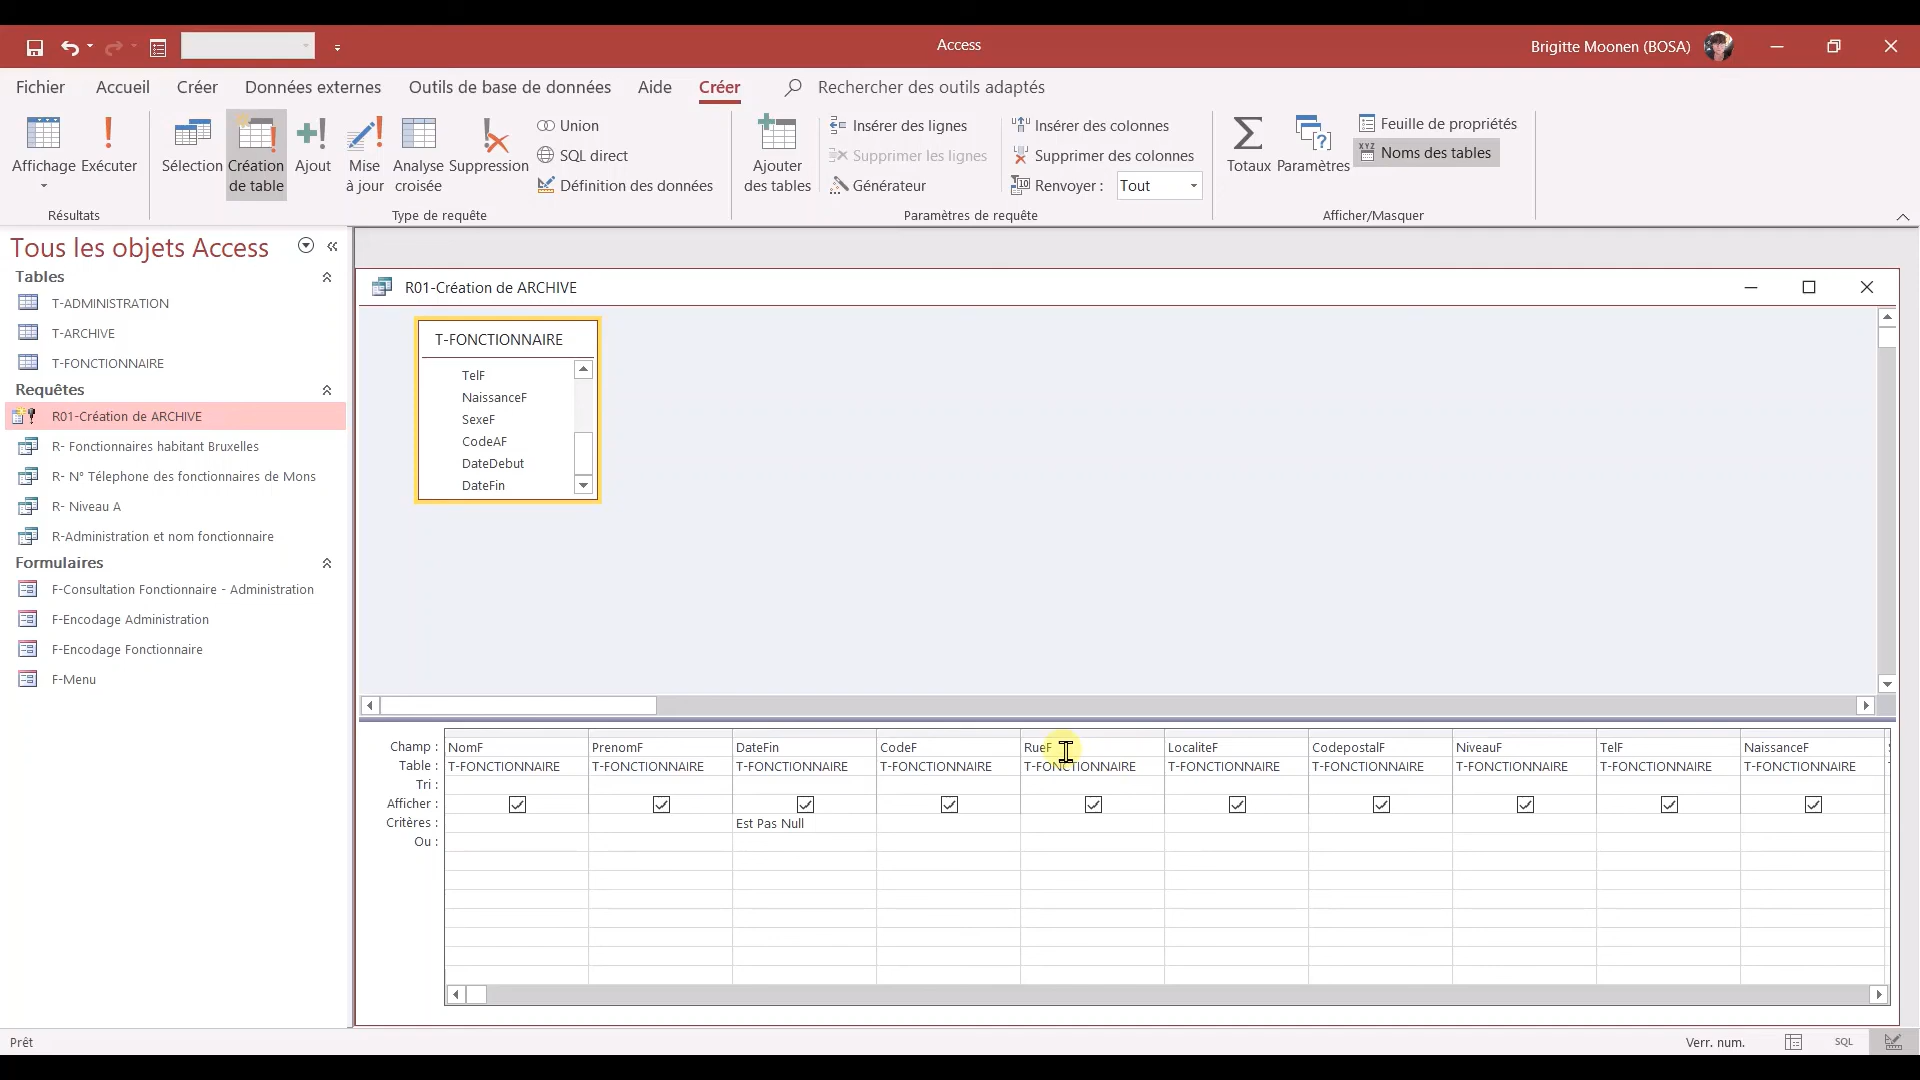 Access
Brigitte Moonen (BOSA)
Fichier Accueil Créer Données externes Outils de base de données Aide Créer Rechercher des outils adaptés
Affichage Exécuter
Résultats
Sélection Création de table Ajout Mise à jour Analyse croisée Suppression
Union
SQL direct
Définition des données
Type de requête
Ajouter des tables
Insérer des lignes
Supprimer les lignes
Générateur
Insérer des colonnes
Supprimer des colonnes
Renvoyer : Tout
Paramètres de requête
Totaux Paramètres
Feuille de propriétés
Noms des tables
Afficher/Masquer
Tous les objets Access
Tables
T-ADMINISTRATION
T-ARCHIVE
T-FONCTIONNAIRE
Requêtes
R01-Création de ARCHIVE
R- Fonctionnaires habitant Bruxelles
R- N° Télephone des fonctionnaires de Mons
R- Niveau A
R-Administration et nom fonctionnaire
Formulaires
F-Consultation Fonctionnaire - Administration
F-Encodage Administration
F-Encodage Fonctionnaire
F-Menu
R01-Création de ARCHIVE
T-FONCTIONNAIRE
TelF
NaissanceF
SexeF
CodeAF
DateDebut
DateFin
Champ : NomF PrenomF DateFin CodeF RueF LocaliteF CodepostalF NiveauF TelF NaissanceF
Table : T-FONCTIONNAIRE T-FONCTIONNAIRE T-FONCTIONNAIRE T-FONCTIONNAIRE T-FONCTIONNAIRE T-FONCTIONNAIRE T-FONCTIONNAIRE T-FONCTIONNAIRE T-FONCTIONNAIRE T-FONCTIONNAIRE
Tri :
Afficher :
Critères : Est Pas Null
Ou :
Prêt
Verr. num. SQL